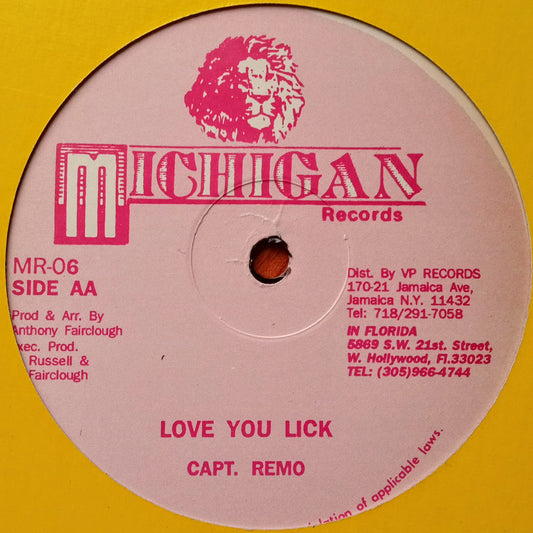 MICHIGAN
Records
MR-06
SIDE AA
Prod & Arr. By
Anthony Fairclough
Exec. Prod.
Russell &
Fairclough
Dist. By VP RECORDS
170-21 Jamaica Ave,
Jamaica N.Y. 11432
Tel: 718/291-7058
IN FLORIDA
5869 S.W. 21st. Street,
W. Hollywood, Fl.33023
TEL: (305)966-4744
LOVE YOU LICK
CAPT. REMO
of applicable laws.